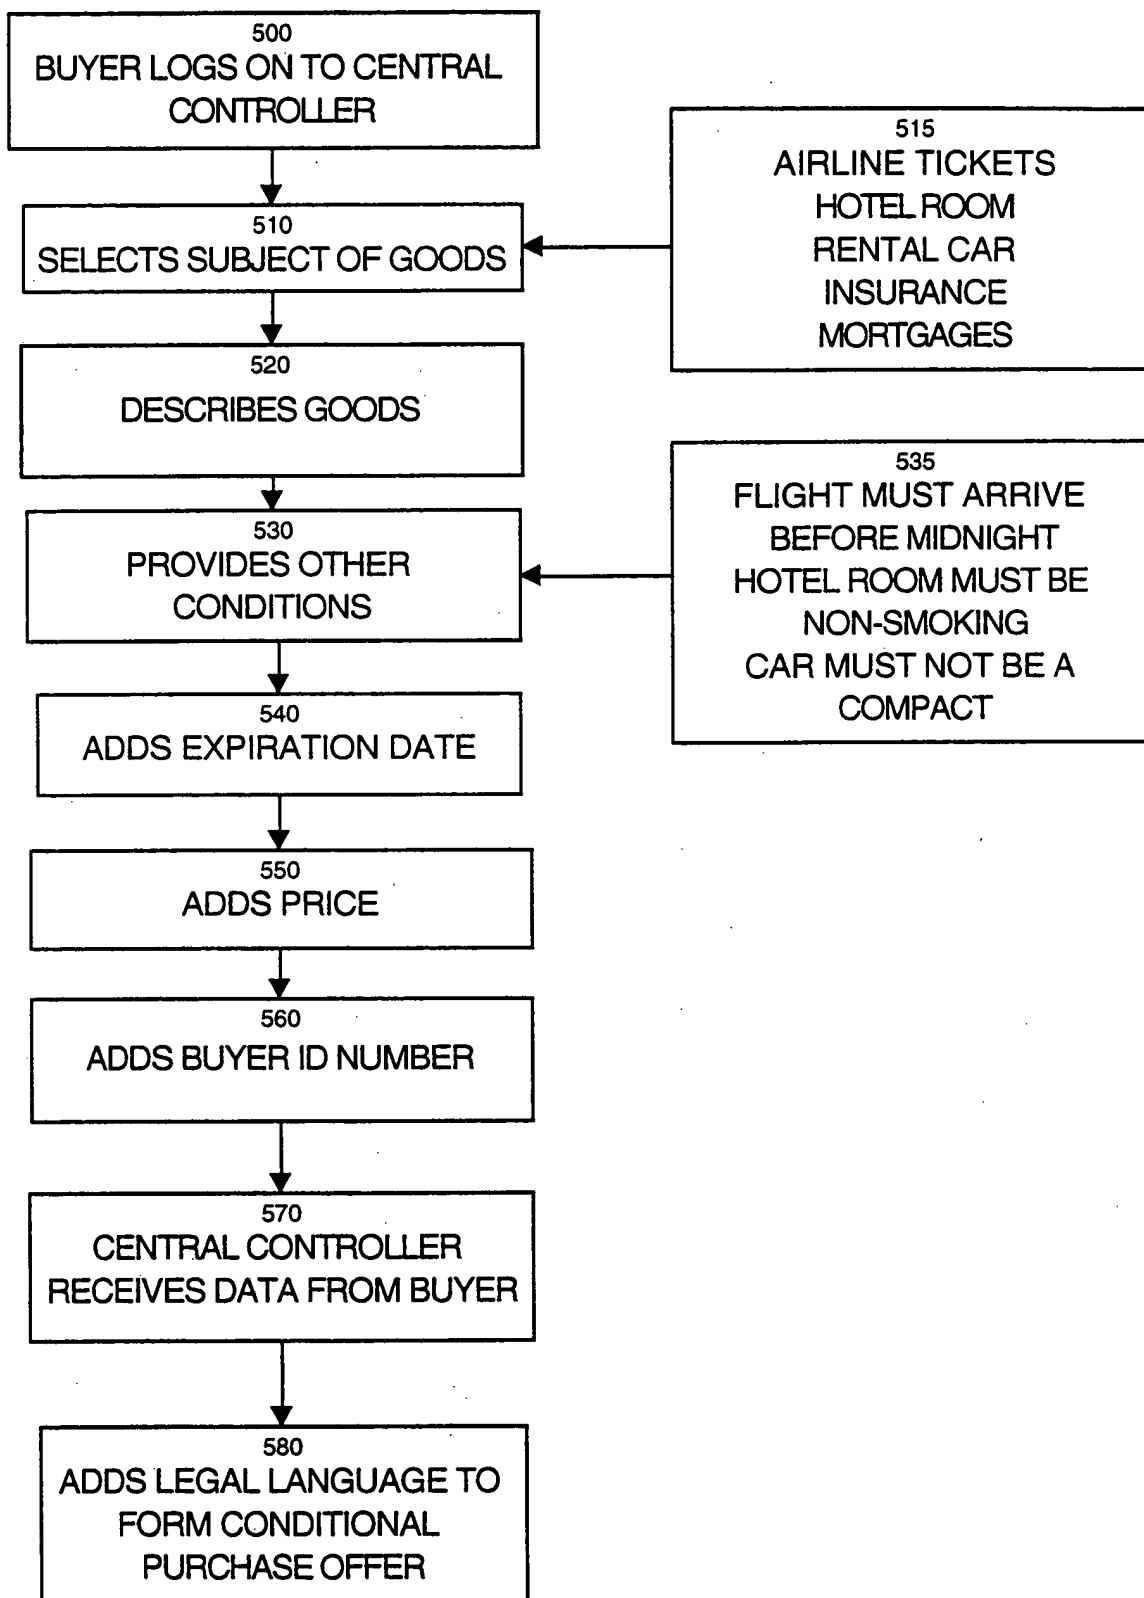 500
BUYER LOGS ON TO CENTRAL
CONTROLLER
510
SELECTS SUBJECT OF GOODS
515
AIRLINE TICKETS
HOTEL ROOM
RENTAL CAR
INSURANCE
MORTGAGES
520
DESCRIBES GOODS
530
PROVIDES OTHER
CONDITIONS
535
FLIGHT MUST ARRIVE
BEFORE MIDNIGHT
HOTEL ROOM MUST BE
NON-SMOKING
CAR MUST NOT BE A
COMPACT
540
ADDS EXPIRATION DATE
550
ADDS PRICE
560
ADDS BUYER ID NUMBER
570
CENTRAL CONTROLLER
RECEIVES DATA FROM BUYER
580
ADDS LEGAL LANGUAGE TO
FORM CONDITIONAL
PURCHASE OFFER